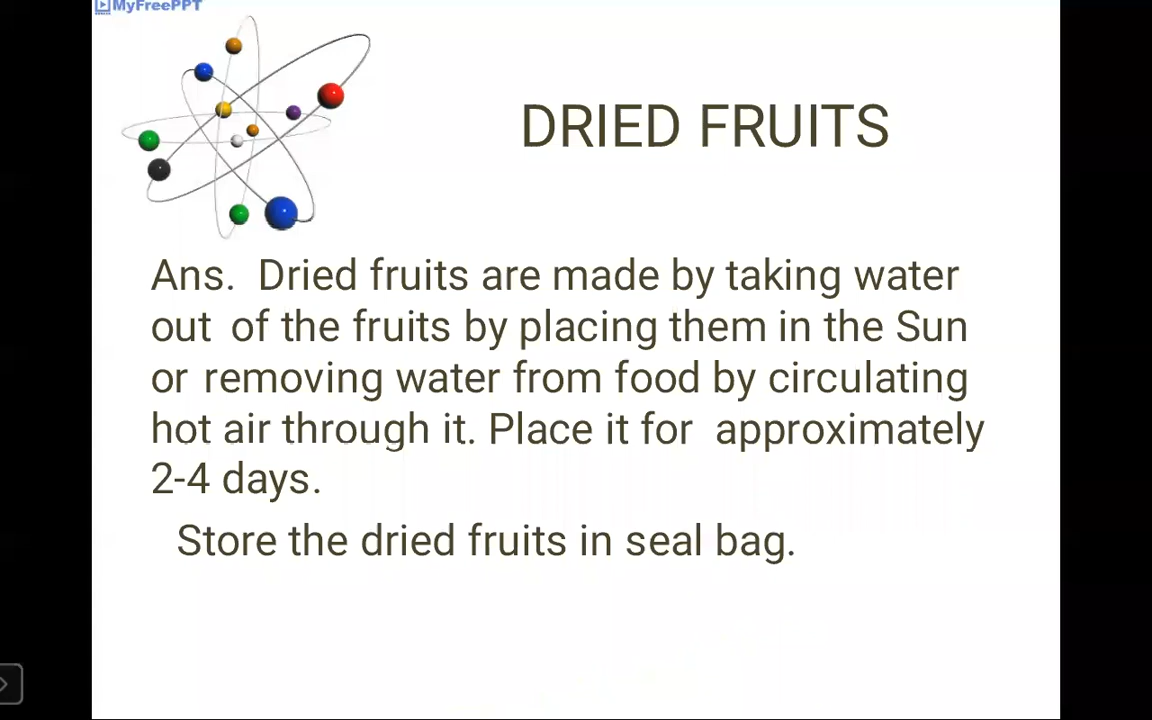 MyFreePPT
DRIED FRUITS
Ans. Dried fruits are made by taking water
out of the fruits by placing them in the Sun
or removing water from food by circulating
hot air through it. Place it for approximately
2-4 days.
Store the dried fruits in seal bag.